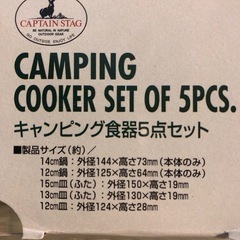 CAPTAIN STAG
BE NATURAL IN NATURE
OUTDOOR GEAR
DO NOT SPOIL ENJOY LIFE
CAMPING
COOKER SET OF 5PCS.
キャンピング食器5点セット
■製品サイズ(約)／
14cm鍋：外径144×高さ73mm(本体のみ)
12cm鍋：外径125×高さ64mm(本体のみ)
15cm皿(ふた)：外径150×高さ19mm
13cm皿(ふた)：外径130×高さ19mm
12cm皿：外径124×高さ28mm